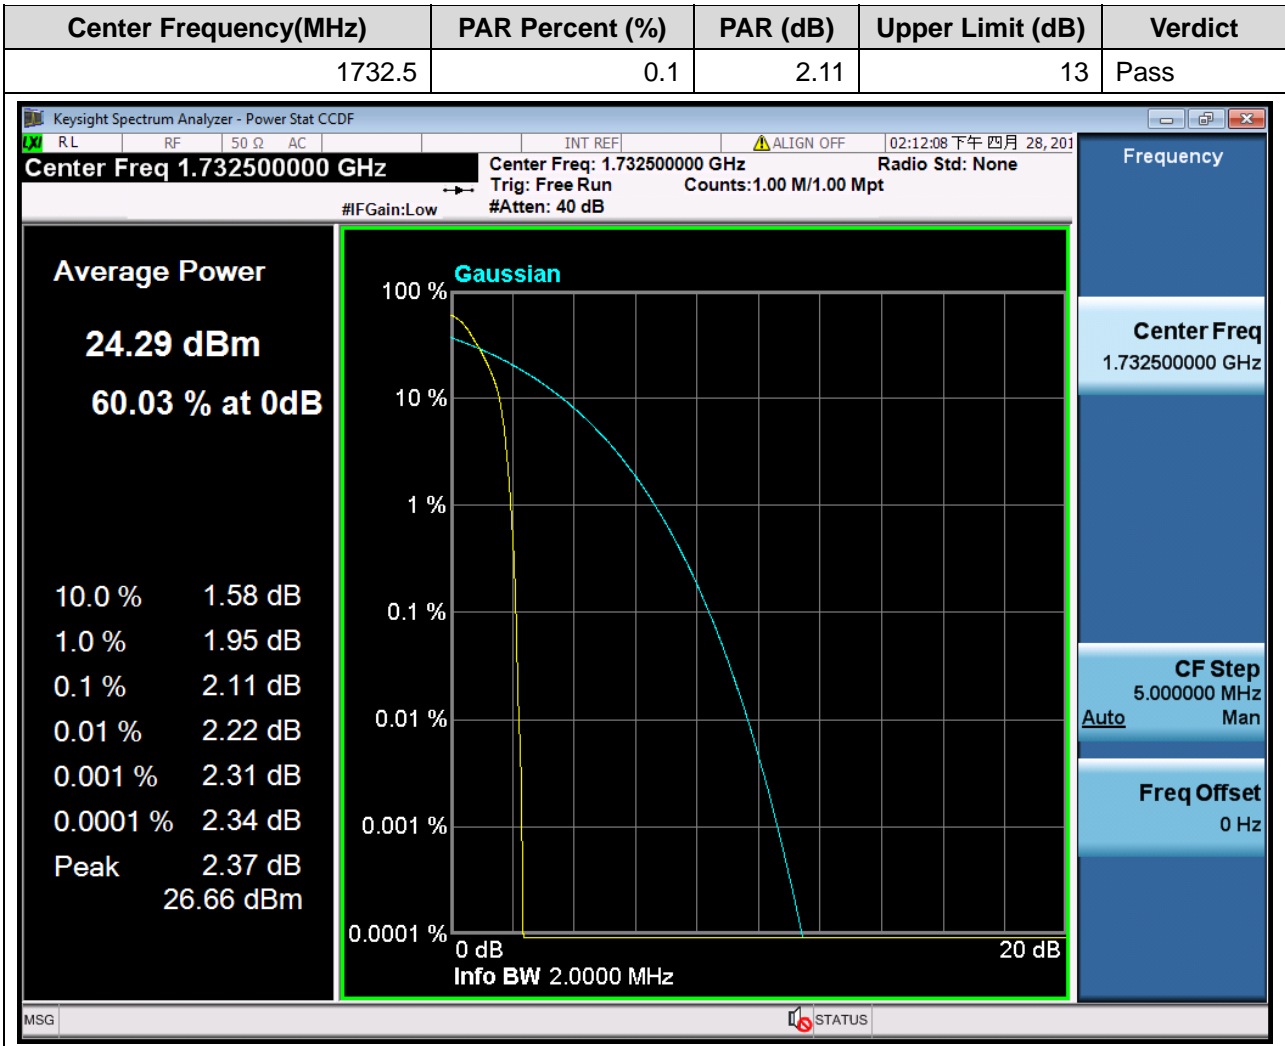 Center Frequency(MHz) PAR Percent (%) PAR (dB) Upper Limit (dB) Verdict
1732.5 0.1 2.11 13 Pass
Keysight Spectrum Analyzer - Power Stat CCDF
LXI RL RF 50 Ω AC INT REF ALIGN OFF 02:12:08 下午 四月 28, 201
Center Freq 1.732500000 GHz
Center Freq: 1.732500000 GHz Radio Std: None
Trig: Free Run Counts:1.00 M/1.00 Mpt
#IFGain:Low #Atten: 40 dB
Average Power
24.29 dBm
60.03 % at 0dB
10.0 % 1.58 dB
1.0 % 1.95 dB
0.1 % 2.11 dB
0.01 % 2.22 dB
0.001 % 2.31 dB
0.0001 % 2.34 dB
Peak 2.37 dB
26.66 dBm
Gaussian
100 %
10 %
1 %
0.1 %
0.01 %
0.001 %
0.0001 %
0 dB 20 dB
Info BW 2.0000 MHz
Frequency
Center Freq
1.732500000 GHz
CF Step
5.000000 MHz
Auto Man
Freq Offset
0 Hz
MSG STATUS